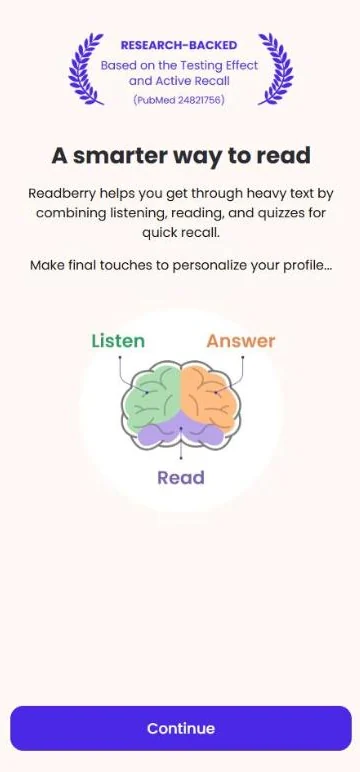 RESEARCH-BACKED
Based on the Testing Effect
and Active Recall
(PubMed 24821756)
A smarter way to read
Readberry helps you get through heavy text by
combining listening, reading, and quizzes for
quick recall.
Make final touches to personalize your profile...
Listen
Answer
Read
Continue